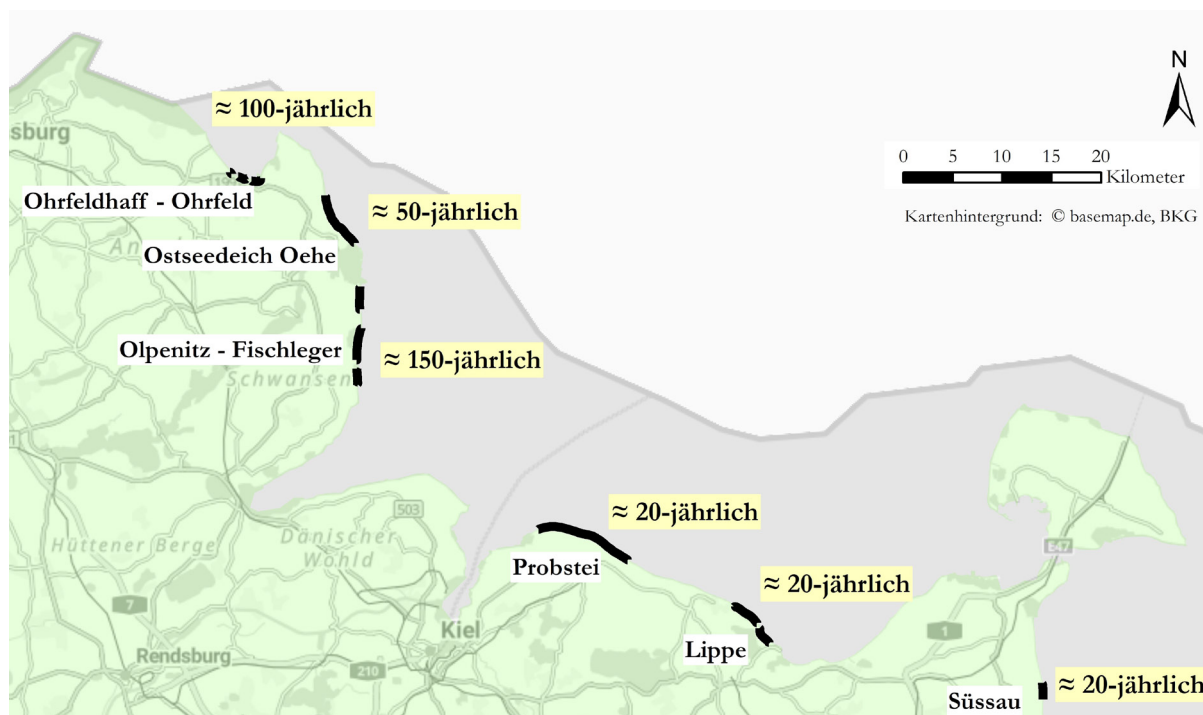 N
≈ 100-jährlich
sburg
0 5 10 15 20
Kilometer
199
Ohrfeldhaff - Ohrfeld
≈ 50-jährlich
Kartenhintergrund: © basemap.de, BKG
Ostseedeich Oehe
Olpenitz - Fischleger
≈ 150-jährlich
Schwansen
1
503
≈ 20-jährlich
Dänischer
Wohld
Hüttener Berge
Probstei
E47
≈ 20-jährlich
7
Kiel
1
Lippe
Rendsburg
210
≈ 20-jährlich
Süssau